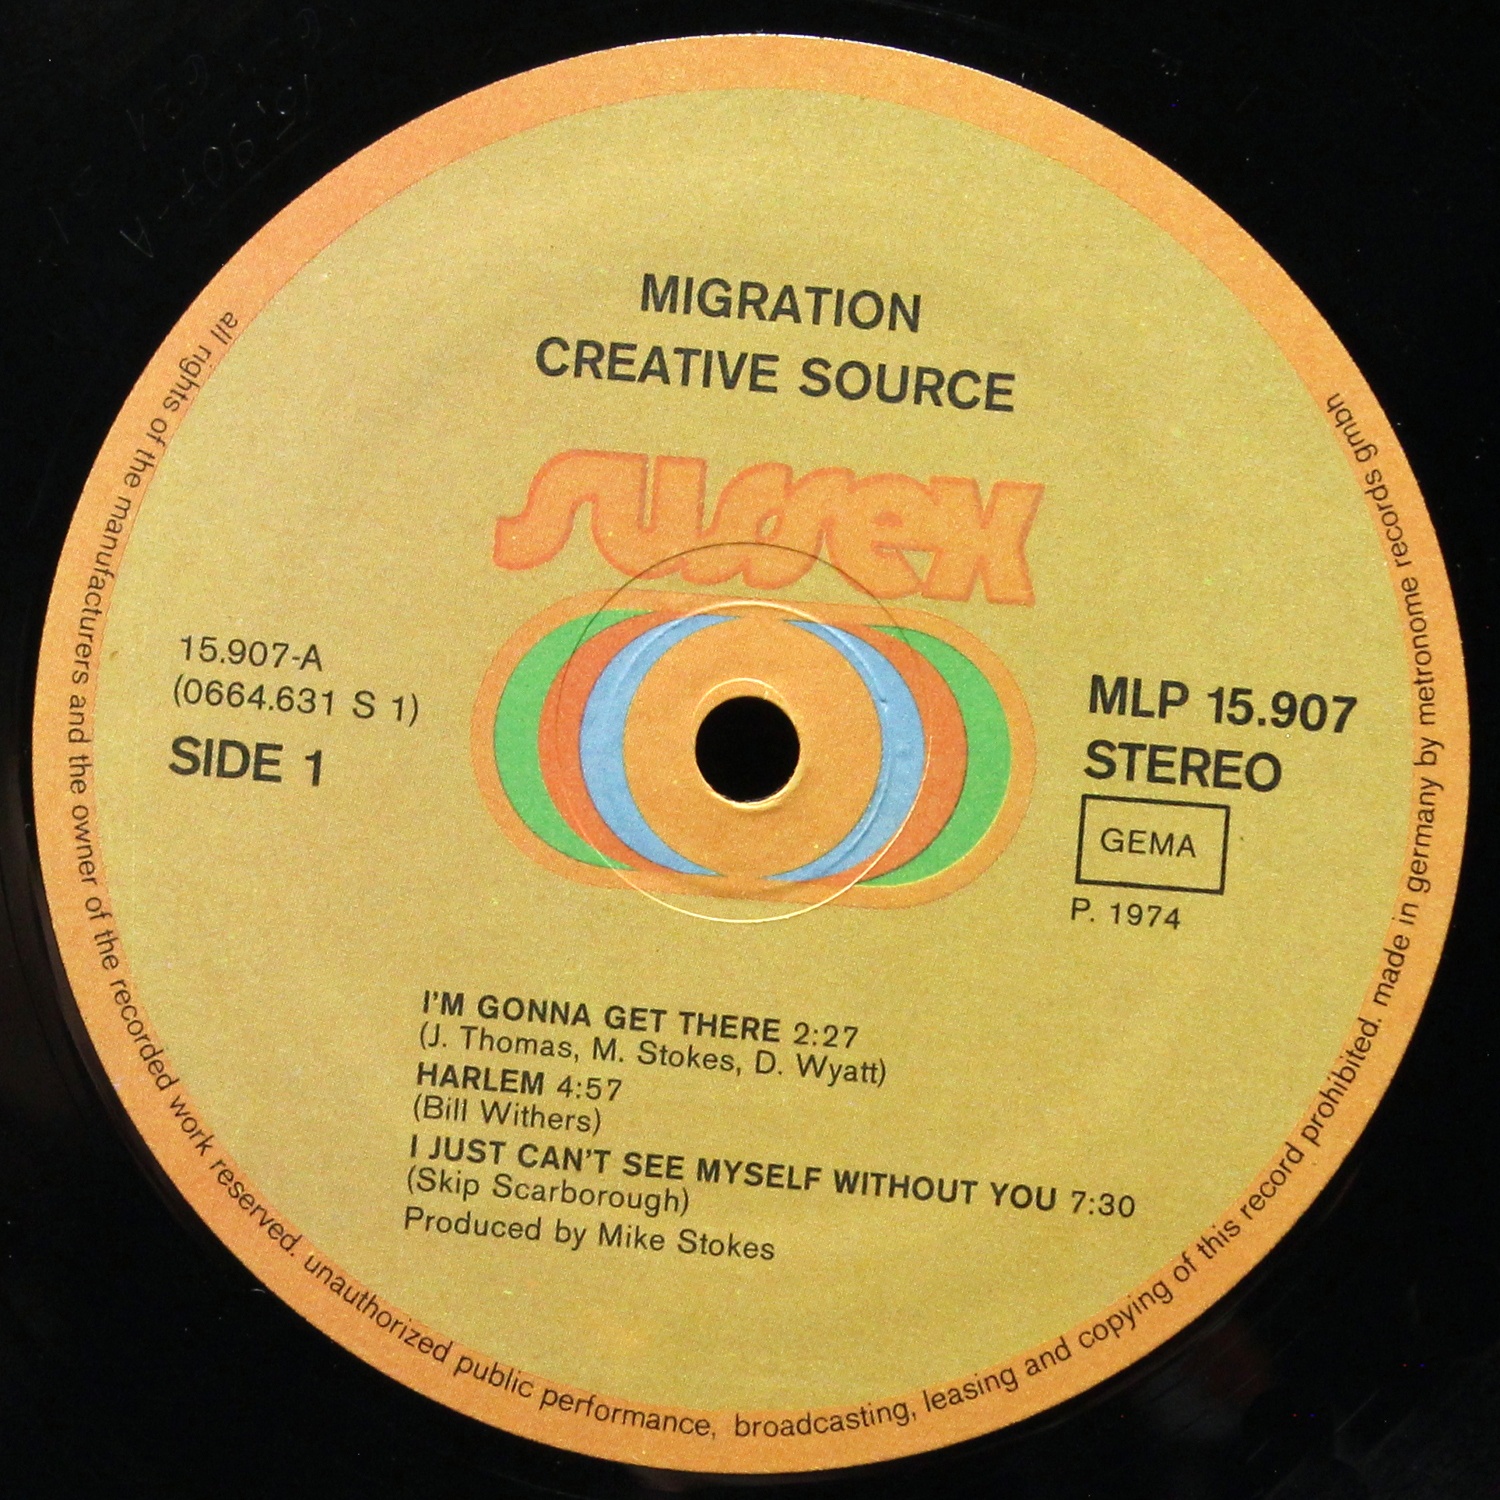 MIGRATION
CREATIVE SOURCE
sussex
15.907-A
(0664.631 S 1)
SIDE 1
MLP 15.907
STEREO
GEMA
P. 1974
I'M GONNA GET THERE 2:27
(J. Thomas, M. Stokes, D. Wyatt)
HARLEM 4:57
(Bill Withers)
I JUST CAN'T SEE MYSELF WITHOUT YOU 7:30
(Skip Scarborough)
Produced by Mike Stokes
all rights of the manufacturers and the owner of the recorded work reserved. unauthorized public performance, broadcasting, leasing and copying of this record prohibited. made in germany by metronome records gmbh